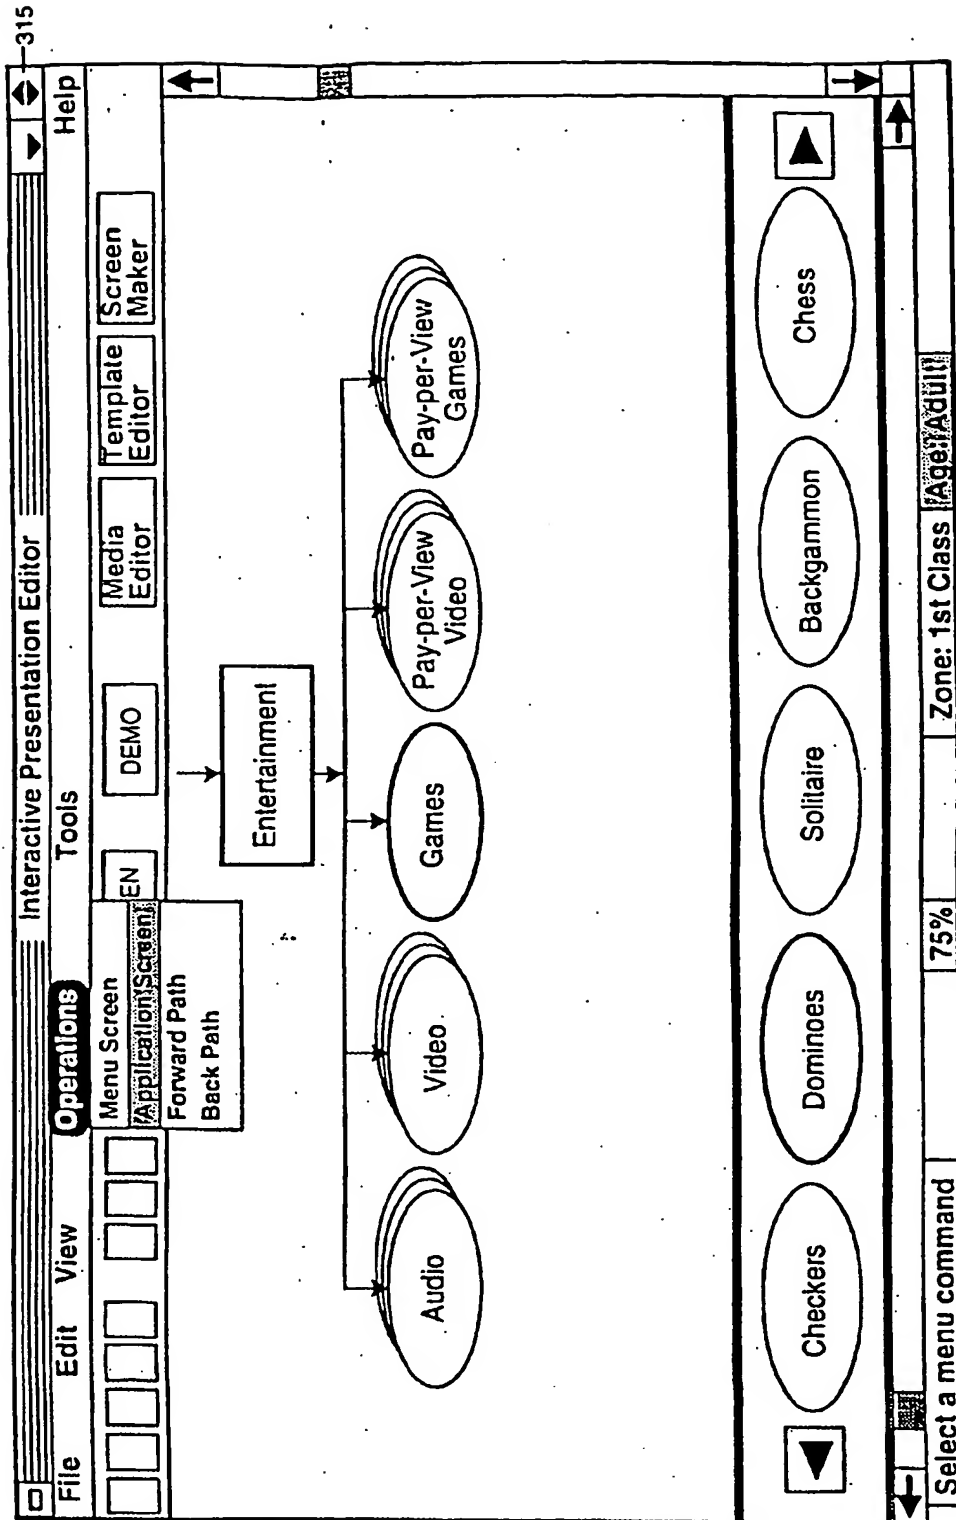 315
Interactive Presentation Editor
File Edit View Operations Tools Help
Menu Screen
Application Screen
Forward Path
Back Path
EN
DEMO
Media
Editor
Template
Editor
Screen
Maker
Entertainment
Audio
Video
Games
Pay-per-View
Video
Pay-per-View
Games
Checkers
Dominoes
Solitaire
Backgammon
Chess
Select a menu command
75%
Zone: 1st Class
Age: Adult